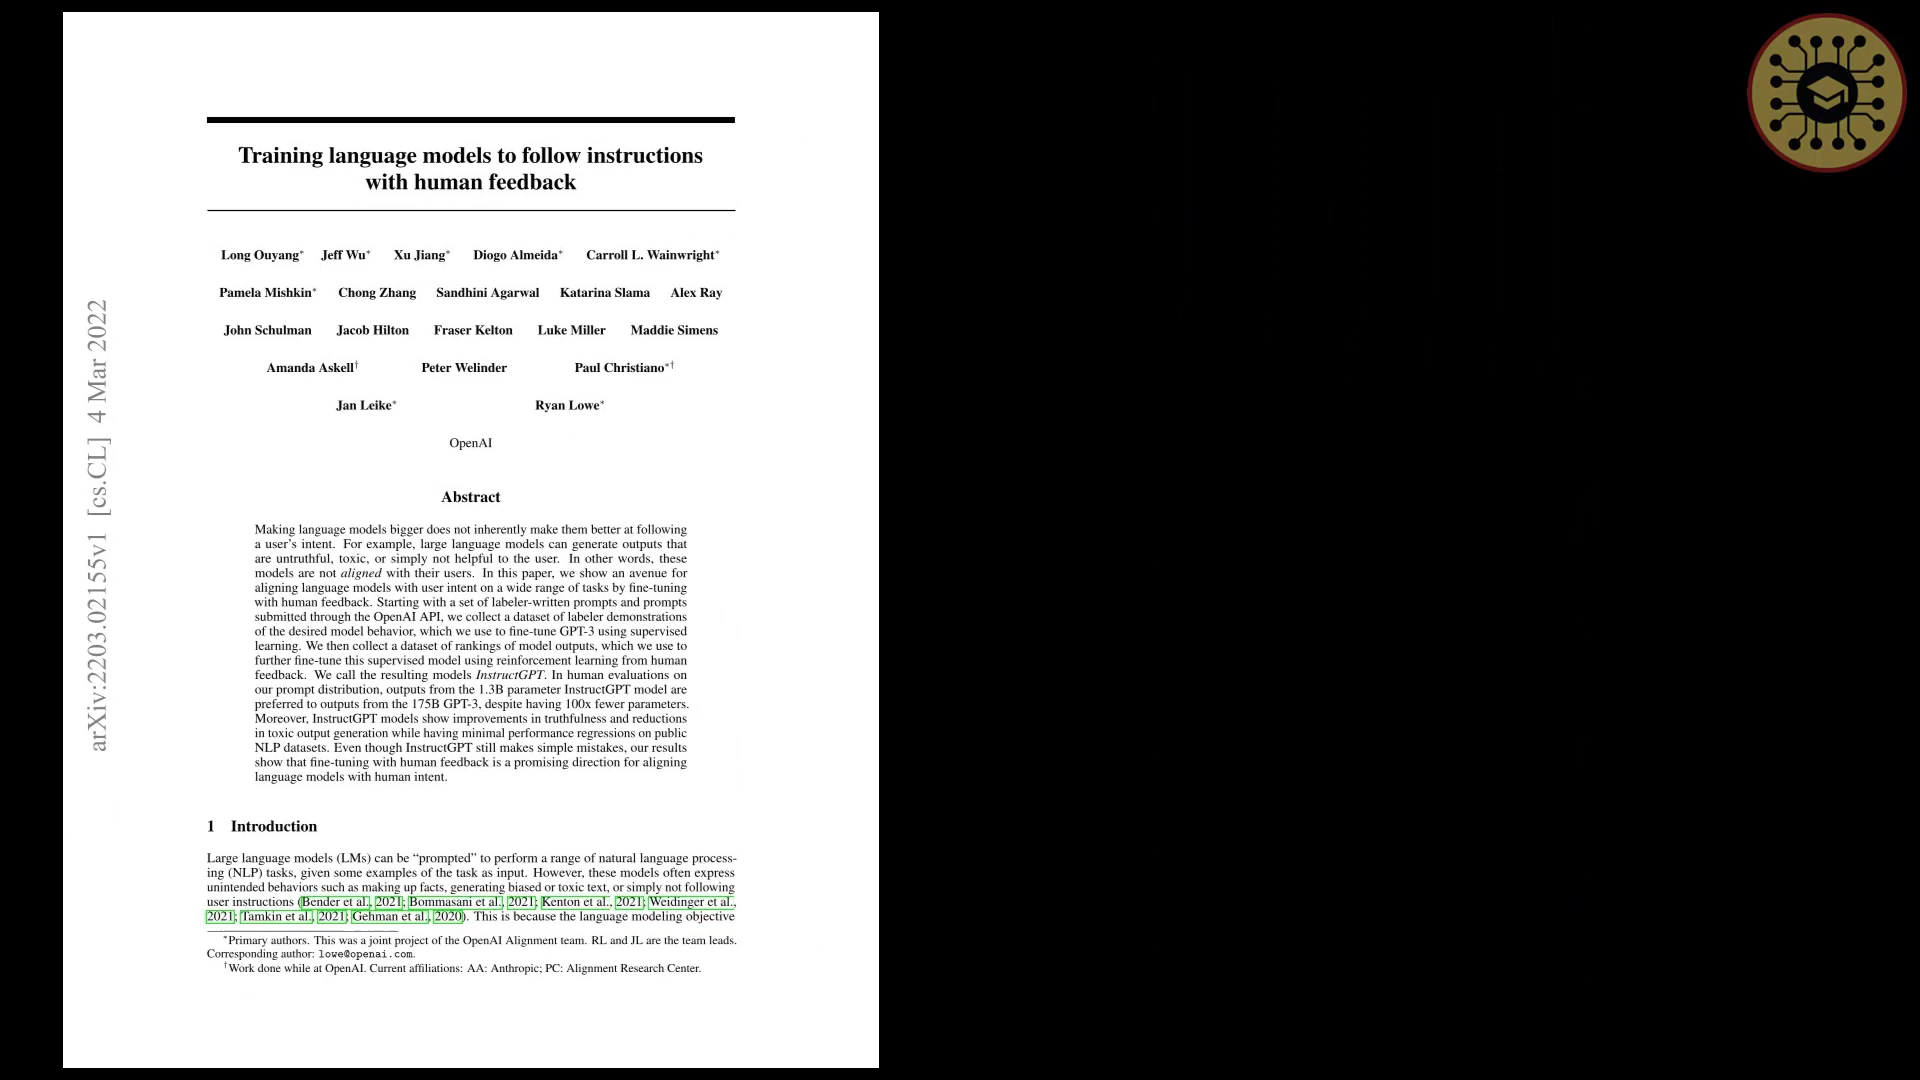 arXiv:2203.02155v1 [cs.CL] 4 Mar 2022
Training language models to follow instructions
with human feedback
Long Ouyang* Jeff Wu* Xu Jiang* Diogo Almeida* Carroll L. Wainwright*
Pamela Mishkin* Chong Zhang Sandhini Agarwal Katarina Slama Alex Ray
John Schulman Jacob Hilton Fraser Kelton Luke Miller Maddie Simens
Amanda Askell† Peter Welinder Paul Christiano*†
Jan Leike* Ryan Lowe*
OpenAI
Abstract
Making language models bigger does not inherently make them better at following
a user's intent. For example, large language models can generate outputs that
are untruthful, toxic, or simply not helpful to the user. In other words, these
models are not aligned with their users. In this paper, we show an avenue for
aligning language models with user intent on a wide range of tasks by fine-tuning
with human feedback. Starting with a set of labeler-written prompts and prompts
submitted through the OpenAI API, we collect a dataset of labeler demonstrations
of the desired model behavior, which we use to fine-tune GPT-3 using supervised
learning. We then collect a dataset of rankings of model outputs, which we use to
further fine-tune this supervised model using reinforcement learning from human
feedback. We call the resulting models InstructGPT. In human evaluations on
our prompt distribution, outputs from the 1.3B parameter InstructGPT model are
preferred to outputs from the 175B GPT-3, despite having 100x fewer parameters.
Moreover, InstructGPT models show improvements in truthfulness and reductions
in toxic output generation while having minimal performance regressions on public
NLP datasets. Even though InstructGPT still makes simple mistakes, our results
show that fine-tuning with human feedback is a promising direction for aligning
language models with human intent.
1 Introduction
Large language models (LMs) can be “prompted” to perform a range of natural language process-
ing (NLP) tasks, given some examples of the task as input. However, these models often express
unintended behaviors such as making up facts, generating biased or toxic text, or simply not following
user instructions (Bender et al., 2021; Bommasani et al., 2021; Kenton et al., 2021; Weidinger et al.,
2021; Tamkin et al., 2021; Gehman et al., 2020). This is because the language modeling objective
*Primary authors. This was a joint project of the OpenAI Alignment team. RL and JL are the team leads.
Corresponding author: lowe@openai.com.
†Work done while at OpenAI. Current affiliations: AA: Anthropic; PC: Alignment Research Center.